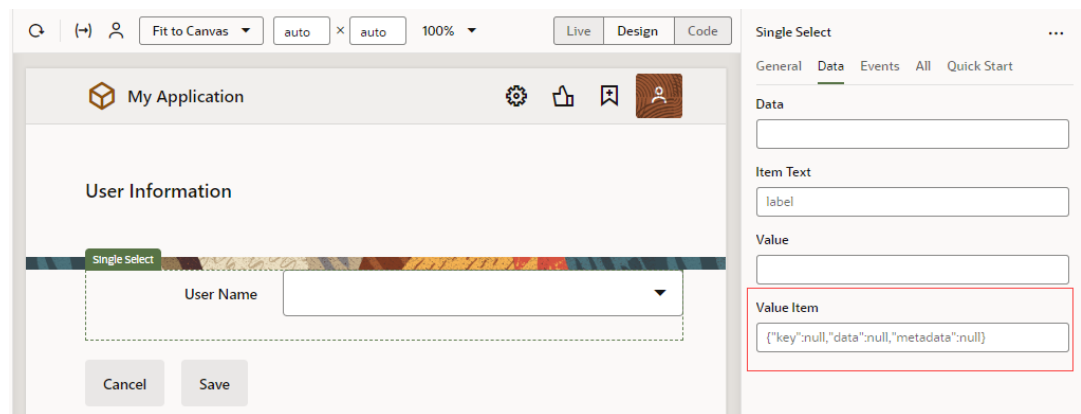 Fit to Canvas auto × auto 100% Live Design Code
My Application
User Information
Single Select
User Name
Cancel Save
Single Select
General Data Events All Quick Start
Data
Item Text
label
Value
Value Item
{"key":null,"data":null,"metadata":null}